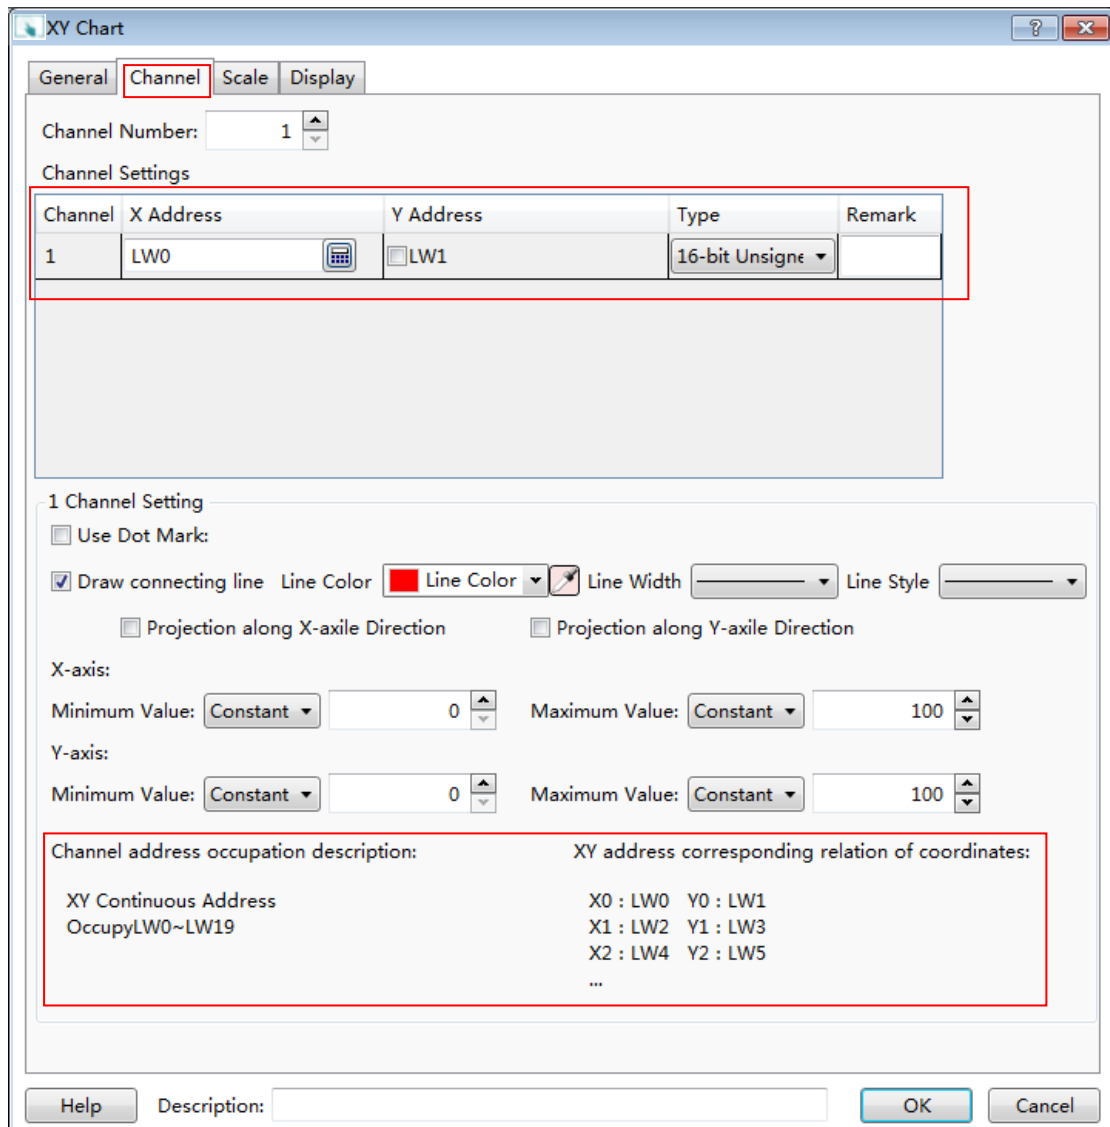 XY Chart
General Channel Scale Display
Channel Number: 1
Channel Settings
Channel X Address Y Address Type Remark
1 LW0 LW1 16-bit Unsigne
1 Channel Setting
Use Dot Mark:
Draw connecting line Line Color Line Color Line Width Line Style
Projection along X-axile Direction Projection along Y-axile Direction
X-axis:
Minimum Value: Constant 0 Maximum Value: Constant 100
Y-axis:
Minimum Value: Constant 0 Maximum Value: Constant 100
Channel address occupation description: XY address corresponding relation of coordinates:
XY Continuous Address X0 : LW0 Y0 : LW1
OccupyLW0~LW19 X1 : LW2 Y1 : LW3
X2 : LW4 Y2 : LW5
...
Help Description: OK Cancel